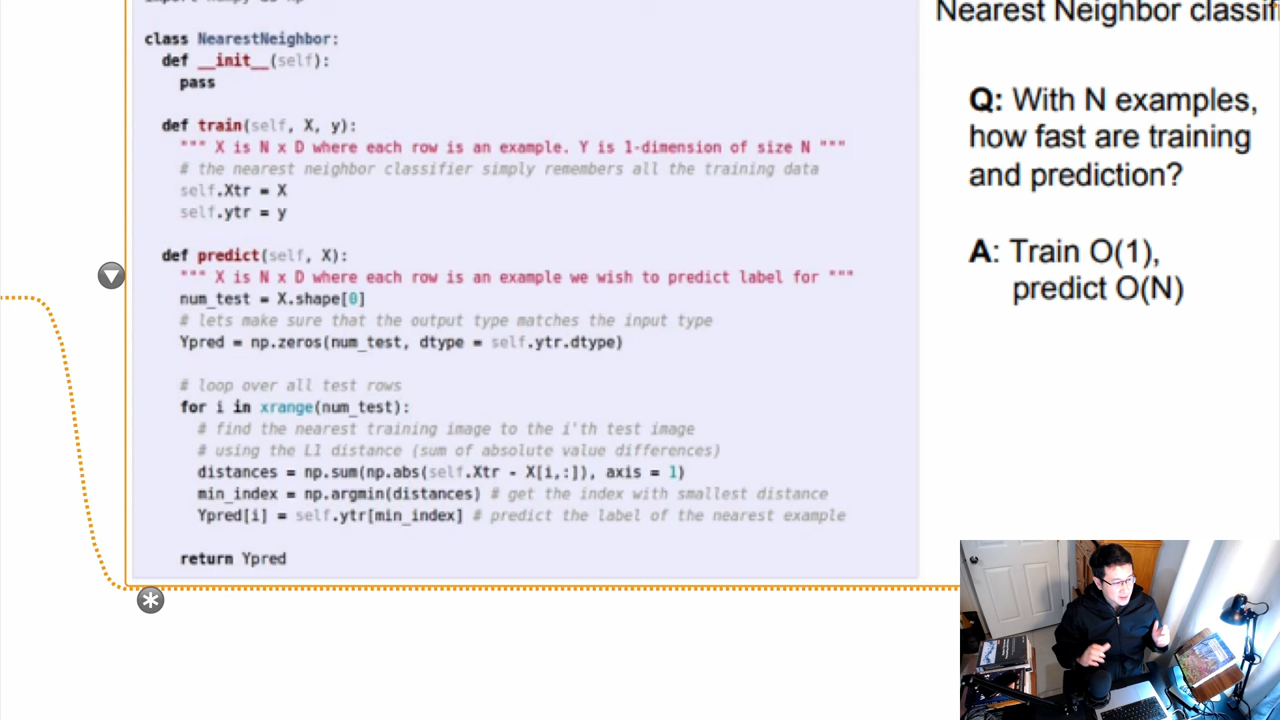 import numpy as np
class NearestNeighbor:
def __init__(self):
pass
def train(self, X, y):
""" X is N x D where each row is an example. Y is 1-dimension of size N """
# the nearest neighbor classifier simply remembers all the training data
self.Xtr = X
self.ytr = y
def predict(self, X):
""" X is N x D where each row is an example we wish to predict label for """
num_test = X.shape[0]
# lets make sure that the output type matches the input type
Ypred = np.zeros(num_test, dtype = self.ytr.dtype)
# loop over all test rows
for i in xrange(num_test):
# find the nearest training image to the i'th test image
# using the L1 distance (sum of absolute value differences)
distances = np.sum(np.abs(self.Xtr - X[i,:]), axis = 1)
min_index = np.argmin(distances) # get the index with smallest distance
Ypred[i] = self.ytr[min_index] # predict the label of the nearest example
return Ypred
Nearest Neighbor classif
Q: With N examples,
how fast are training
and prediction?
A: Train O(1),
predict O(N)